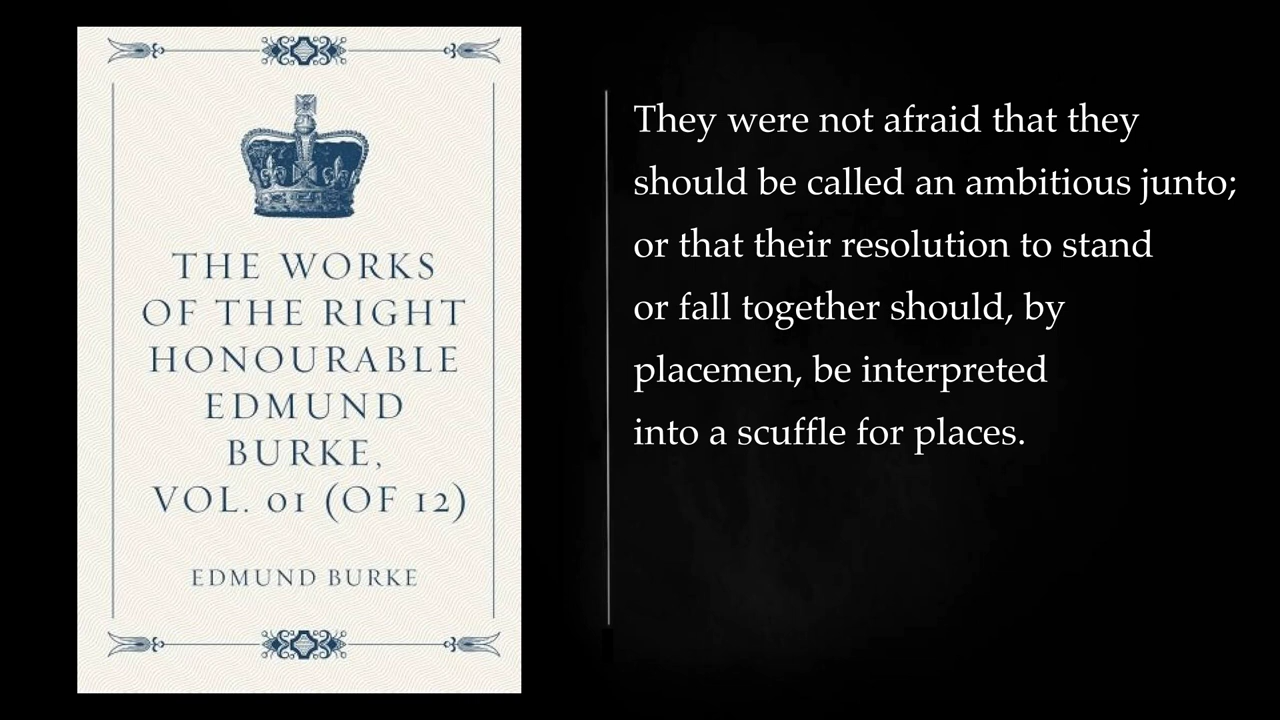 THE WORKS
OF THE RIGHT
HONOURABLE
EDMUND
BURKE,
VOL. 01 (OF 12)
EDMUND BURKE
They were not afraid that they
should be called an ambitious junto;
or that their resolution to stand
or fall together should, by
placemen, be interpreted
into a scuffle for places.